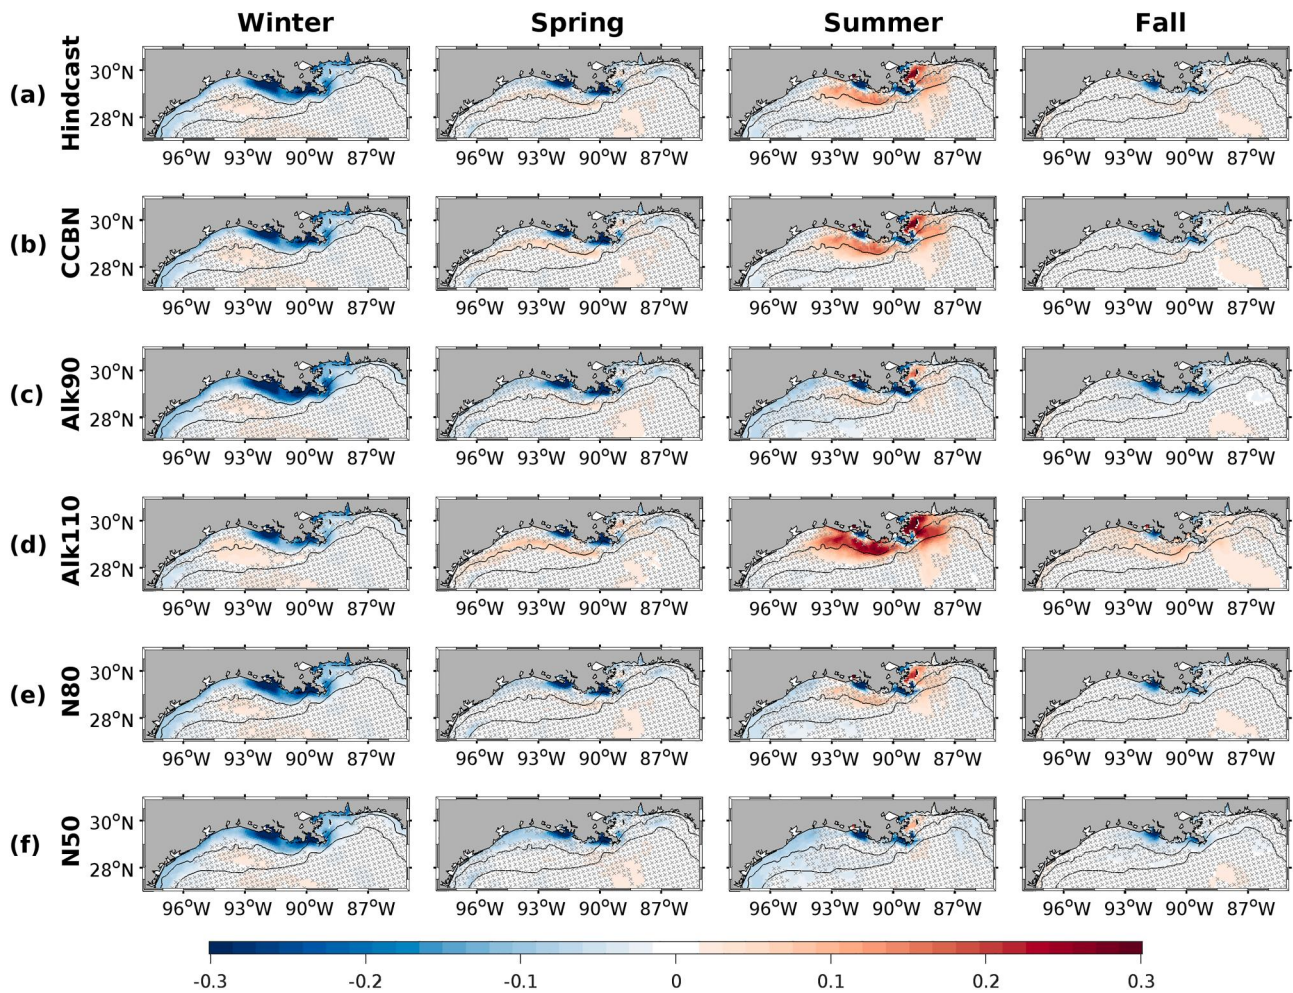 Winter Spring Summer Fall
(a) Hindcast 30°N 28°N
96°W 93°W 90°W 87°W 96°W 93°W 90°W 87°W 96°W 93°W 90°W 87°W 96°W 93°W 90°W 87°W
(b) CCBN 30°N 28°N
96°W 93°W 90°W 87°W 96°W 93°W 90°W 87°W 96°W 93°W 90°W 87°W 96°W 93°W 90°W 87°W
(c) Alk90 30°N 28°N
96°W 93°W 90°W 87°W 96°W 93°W 90°W 87°W 96°W 93°W 90°W 87°W 96°W 93°W 90°W 87°W
(d) Alk110 30°N 28°N
96°W 93°W 90°W 87°W 96°W 93°W 90°W 87°W 96°W 93°W 90°W 87°W 96°W 93°W 90°W 87°W
(e) N80 30°N 28°N
96°W 93°W 90°W 87°W 96°W 93°W 90°W 87°W 96°W 93°W 90°W 87°W 96°W 93°W 90°W 87°W
(f) N50 30°N 28°N
96°W 93°W 90°W 87°W 96°W 93°W 90°W 87°W 96°W 93°W 90°W 87°W 96°W 93°W 90°W 87°W
-0.3 -0.2 -0.1 0 0.1 0.2 0.3